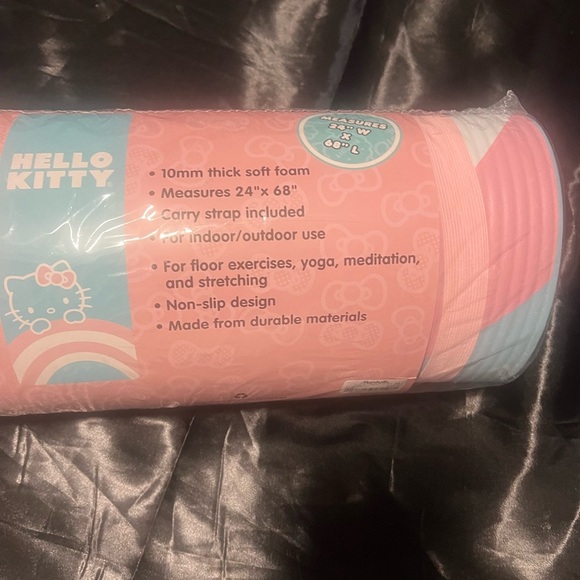 HELLO
KITTY
MEASURES
24" W
X
68" L
• 10mm thick soft foam
• Measures 24"x 68"
• Carry strap included
• For indoor/outdoor use
• For floor exercises, yoga, meditation,
and stretching
• Non-slip design
• Made from durable materials